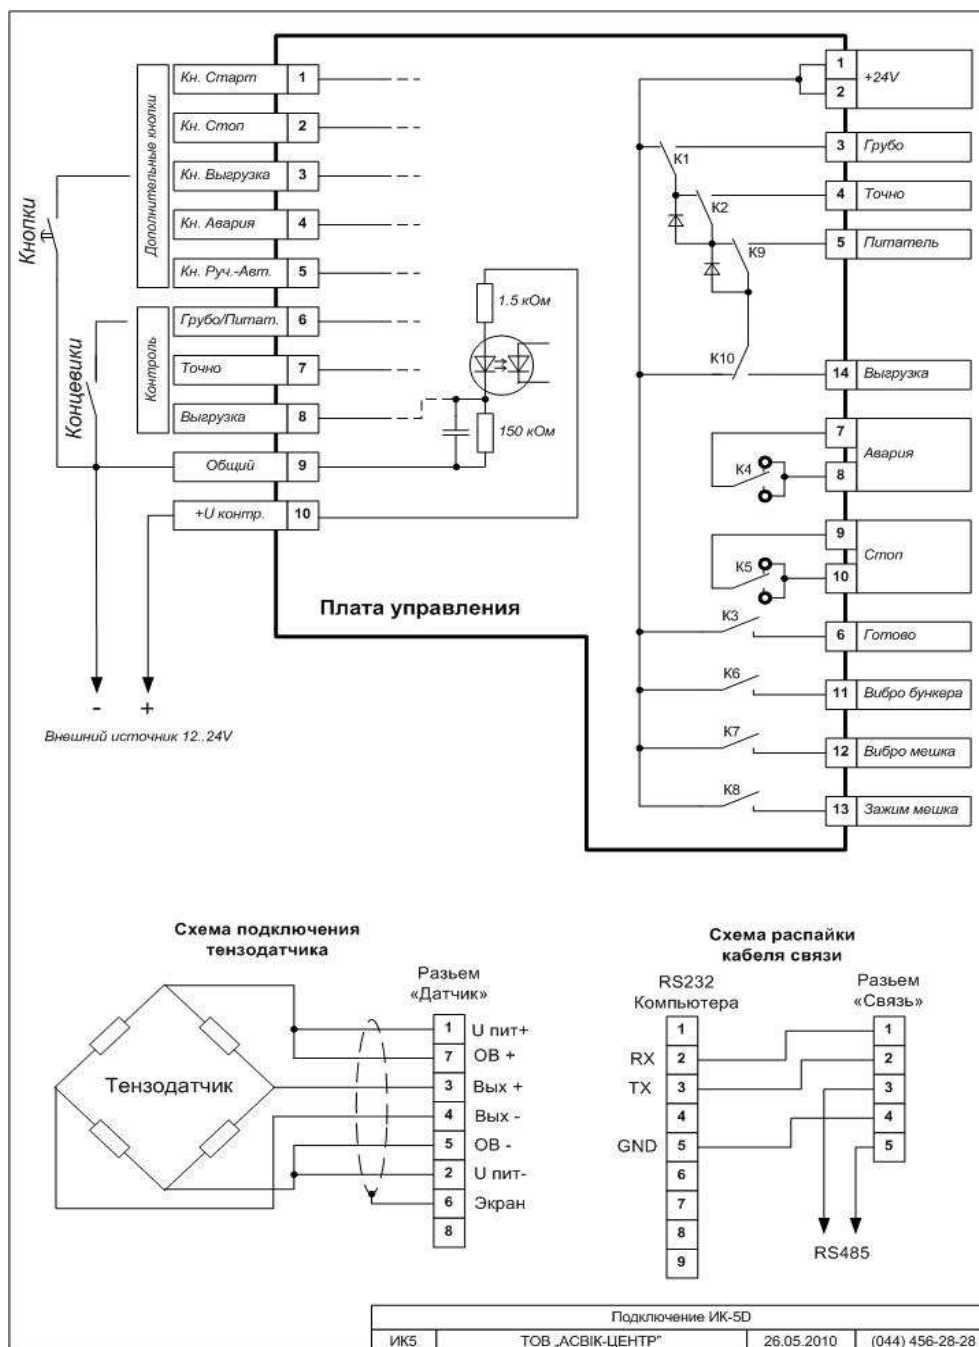 Кнопки
Концевики
Дополнительные кнопки
Контроль
Кн. Старт 1
Кн. Стоп 2
Кн. Выгрузка 3
Кн. Авария 4
Кн. Руч.-Авт. 5
Грубо/Питат. 6
Точно 7
Выгрузка 8
Общий 9
+U контр. 10
1.5 кОм
150 кОм
- +
Внешний источник 12..24V
Плата управления
K1
K2
K9
K10
K4
K5
K3
K6
K7
K8
1
2
+24V
3 Грубо
4 Точно
5 Питатель
14 Выгрузка
7
8
Авария
9
10
Стоп
6 Готово
11 Вибро бункера
12 Вибро мешка
13 Зажим мешка
Схема подключения
тензодатчика
Разьем
«Датчик»
Тензодатчик
1 U пит+
7 ОВ +
3 Вых +
4 Вых -
5 ОВ -
2 U пит-
6 Экран
8
Схема распайки
кабеля связи
RS232
Компьютера
1
RX 2
TX 3
4
GND 5
6
7
8
9
Разьем
«Связь»
1
2
3
4
5
RS485
Подключение ИК-5D
ИК5 ТОВ „АСВІК-ЦЕНТР" 26.05.2010 (044) 456-28-28